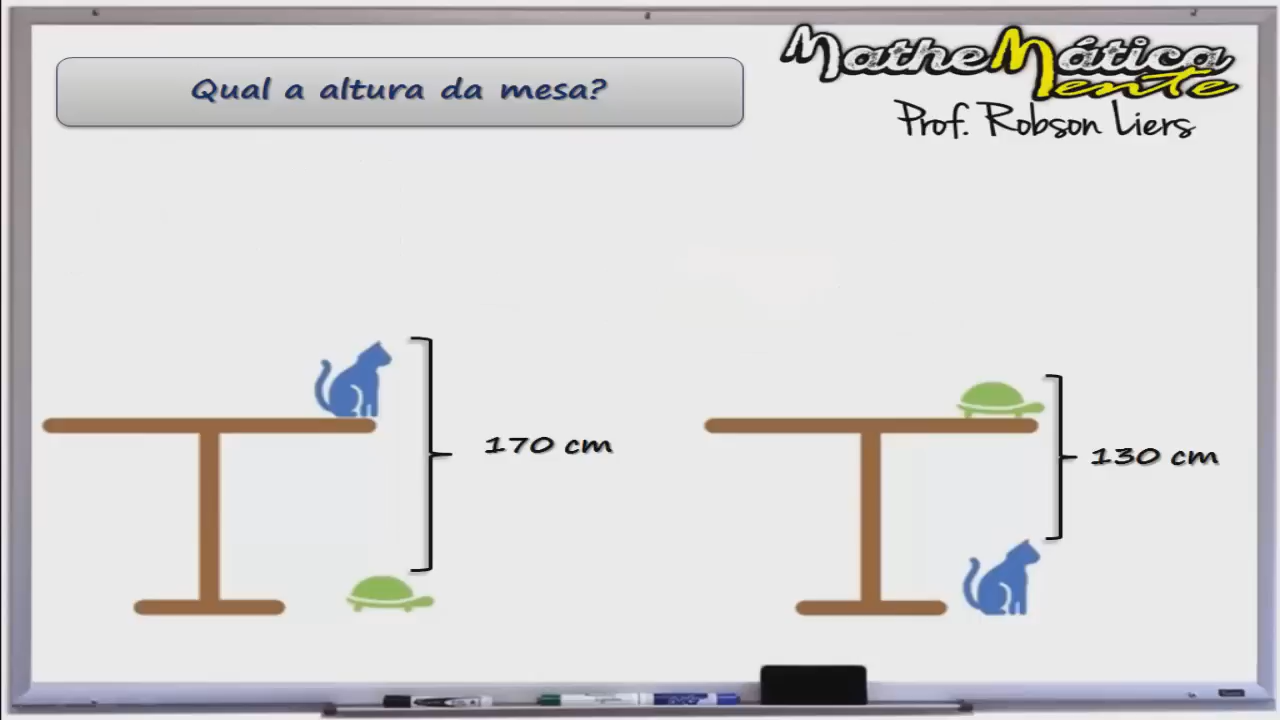 Qual a altura da mesa?
MatheMática
mente
Prof. Robson Liers
170 cm
130 cm